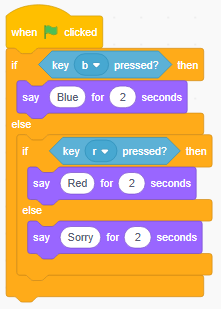 when clicked
if key b pressed? then
say Blue for 2 seconds
else
if key r pressed? then
say Red for 2 seconds
else
say Sorry for 2 seconds